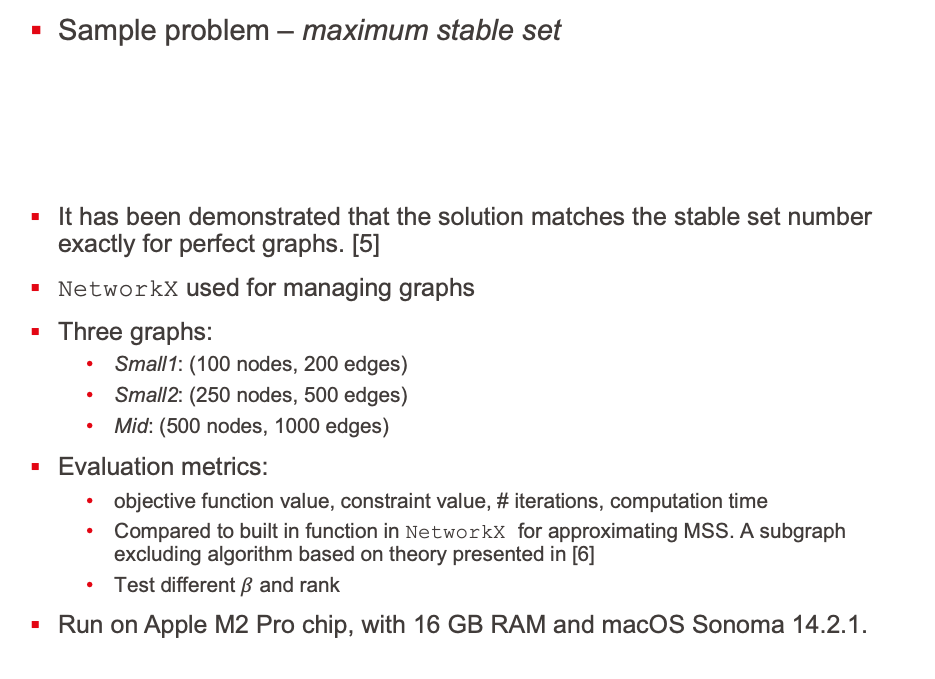 ▪ Sample problem – maximum stable set
▪ It has been demonstrated that the solution matches the stable set number
exactly for perfect graphs. [5]
▪ NetworkX used for managing graphs
▪ Three graphs:
• Small1: (100 nodes, 200 edges)
• Small2: (250 nodes, 500 edges)
• Mid: (500 nodes, 1000 edges)
▪ Evaluation metrics:
• objective function value, constraint value, # iterations, computation time
• Compared to built in function in NetworkX for approximating MSS. A subgraph
excluding algorithm based on theory presented in [6]
• Test different β and rank
▪ Run on Apple M2 Pro chip, with 16 GB RAM and macOS Sonoma 14.2.1.